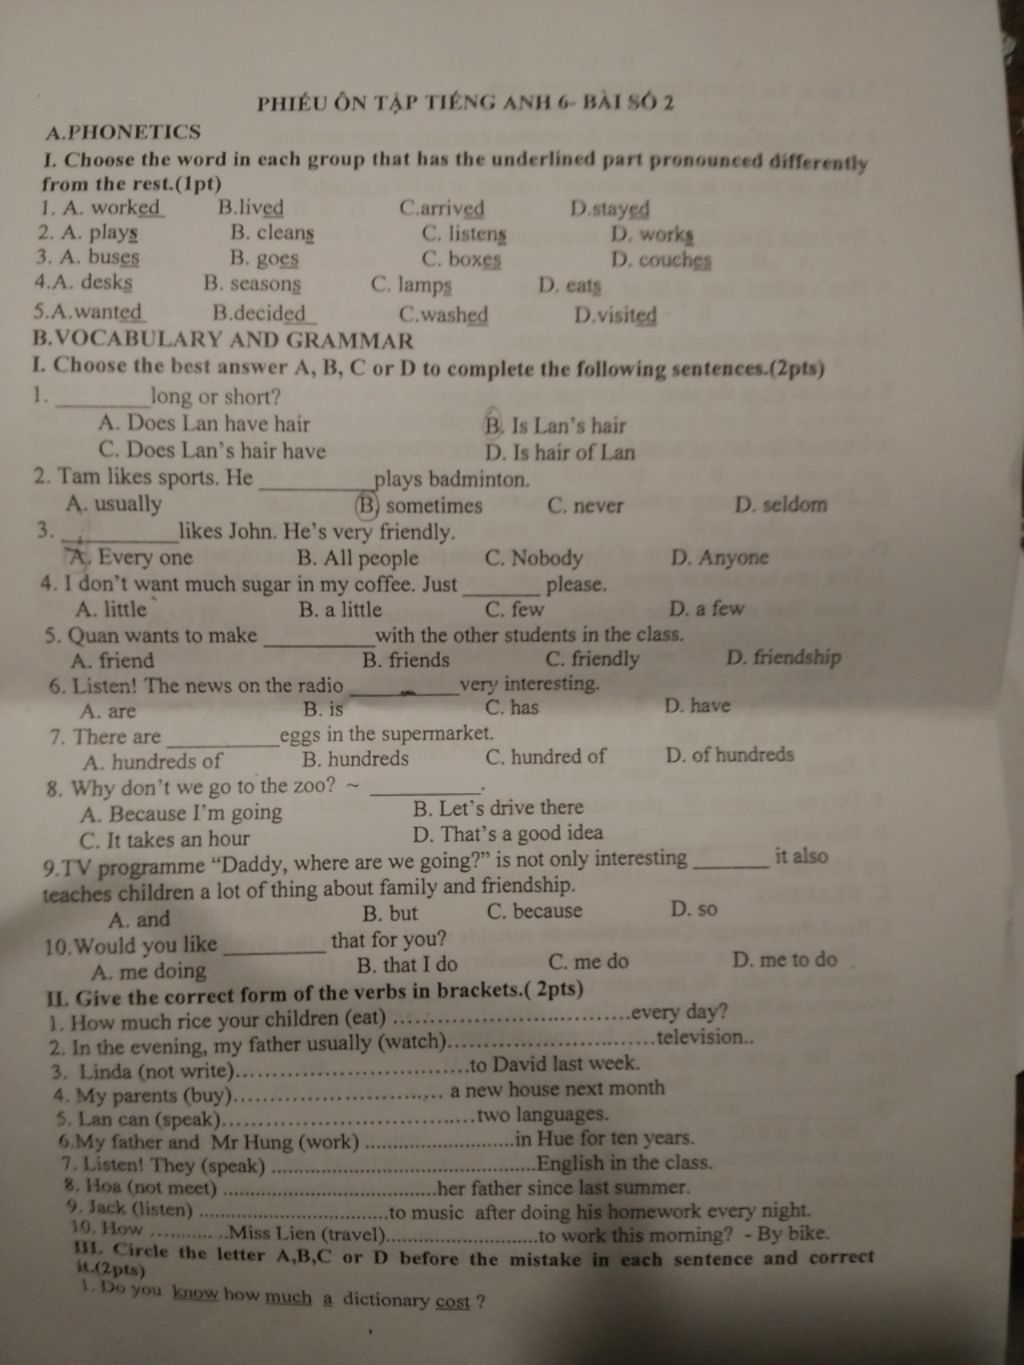 PHIẾU ÔN TẬP TIẾNG ANH 6- BÀI SỐ 2
A.PHONETICS
I. Choose the word in each group that has the underlined part pronounced differently
from the rest.(1pt)
1. A. worked B.lived C.arrived D.stayed
2. A. plays B. cleans C. listens D. works
3. A. buses B. goes C. boxes D. couches
4.A. desks B. seasons C. lamps D. eats
5.A.wanted B.decided C.washed D.visited
B.VOCABULARY AND GRAMMAR
I. Choose the best answer A, B, C or D to complete the following sentences.(2pts)
1. _________long or short?
A. Does Lan have hair B. Is Lan's hair
C. Does Lan's hair have D. Is hair of Lan
2. Tam likes sports. He ___________plays badminton.
A. usually B) sometimes C. never D. seldom
3. ___________likes John. He's very friendly.
A. Every one B. All people C. Nobody D. Anyone
4. I don't want much sugar in my coffee. Just _______ please.
A. little B. a little C. few D. a few
5. Quan wants to make __________with the other students in the class.
A. friend B. friends C. friendly D. friendship
6. Listen! The news on the radio __________very interesting.
A. are B. is C. has D. have
7. There are __________eggs in the supermarket.
A. hundreds of B. hundreds C. hundred of D. of hundreds
8. Why don't we go to the zoo? ~ __________.
A. Because I'm going B. Let's drive there
C. It takes an hour D. That's a good idea
9.TV programme "Daddy, where are we going?" is not only interesting _______ it also
teaches children a lot of thing about family and friendship.
A. and B. but C. because D. so
10.Would you like _________ that for you?
A. me doing B. that I do C. me do D. me to do
II. Give the correct form of the verbs in brackets.( 2pts)
1. How much rice your children (eat) ..................................every day?
2. In the evening, my father usually (watch)..............................television..
3. Linda (not write)..................................to David last week.
4. My parents (buy).............................. a new house next month
5. Lan can (speak)....................................two languages.
6.My father and Mr Hung (work) ........................in Hue for ten years.
7. Listen! They (speak) ..........................................English in the class.
8. Hoa (not meet) ..................................her father since last summer.
9. Jack (listen) ..............................to music after doing his homework every night.
10. How .............Miss Lien (travel)........................to work this morning? - By bike.
III. Circle the letter A,B,C or D before the mistake in each sentence and correct
it.(2pts)
1. Do you know how much a dictionary cost ?